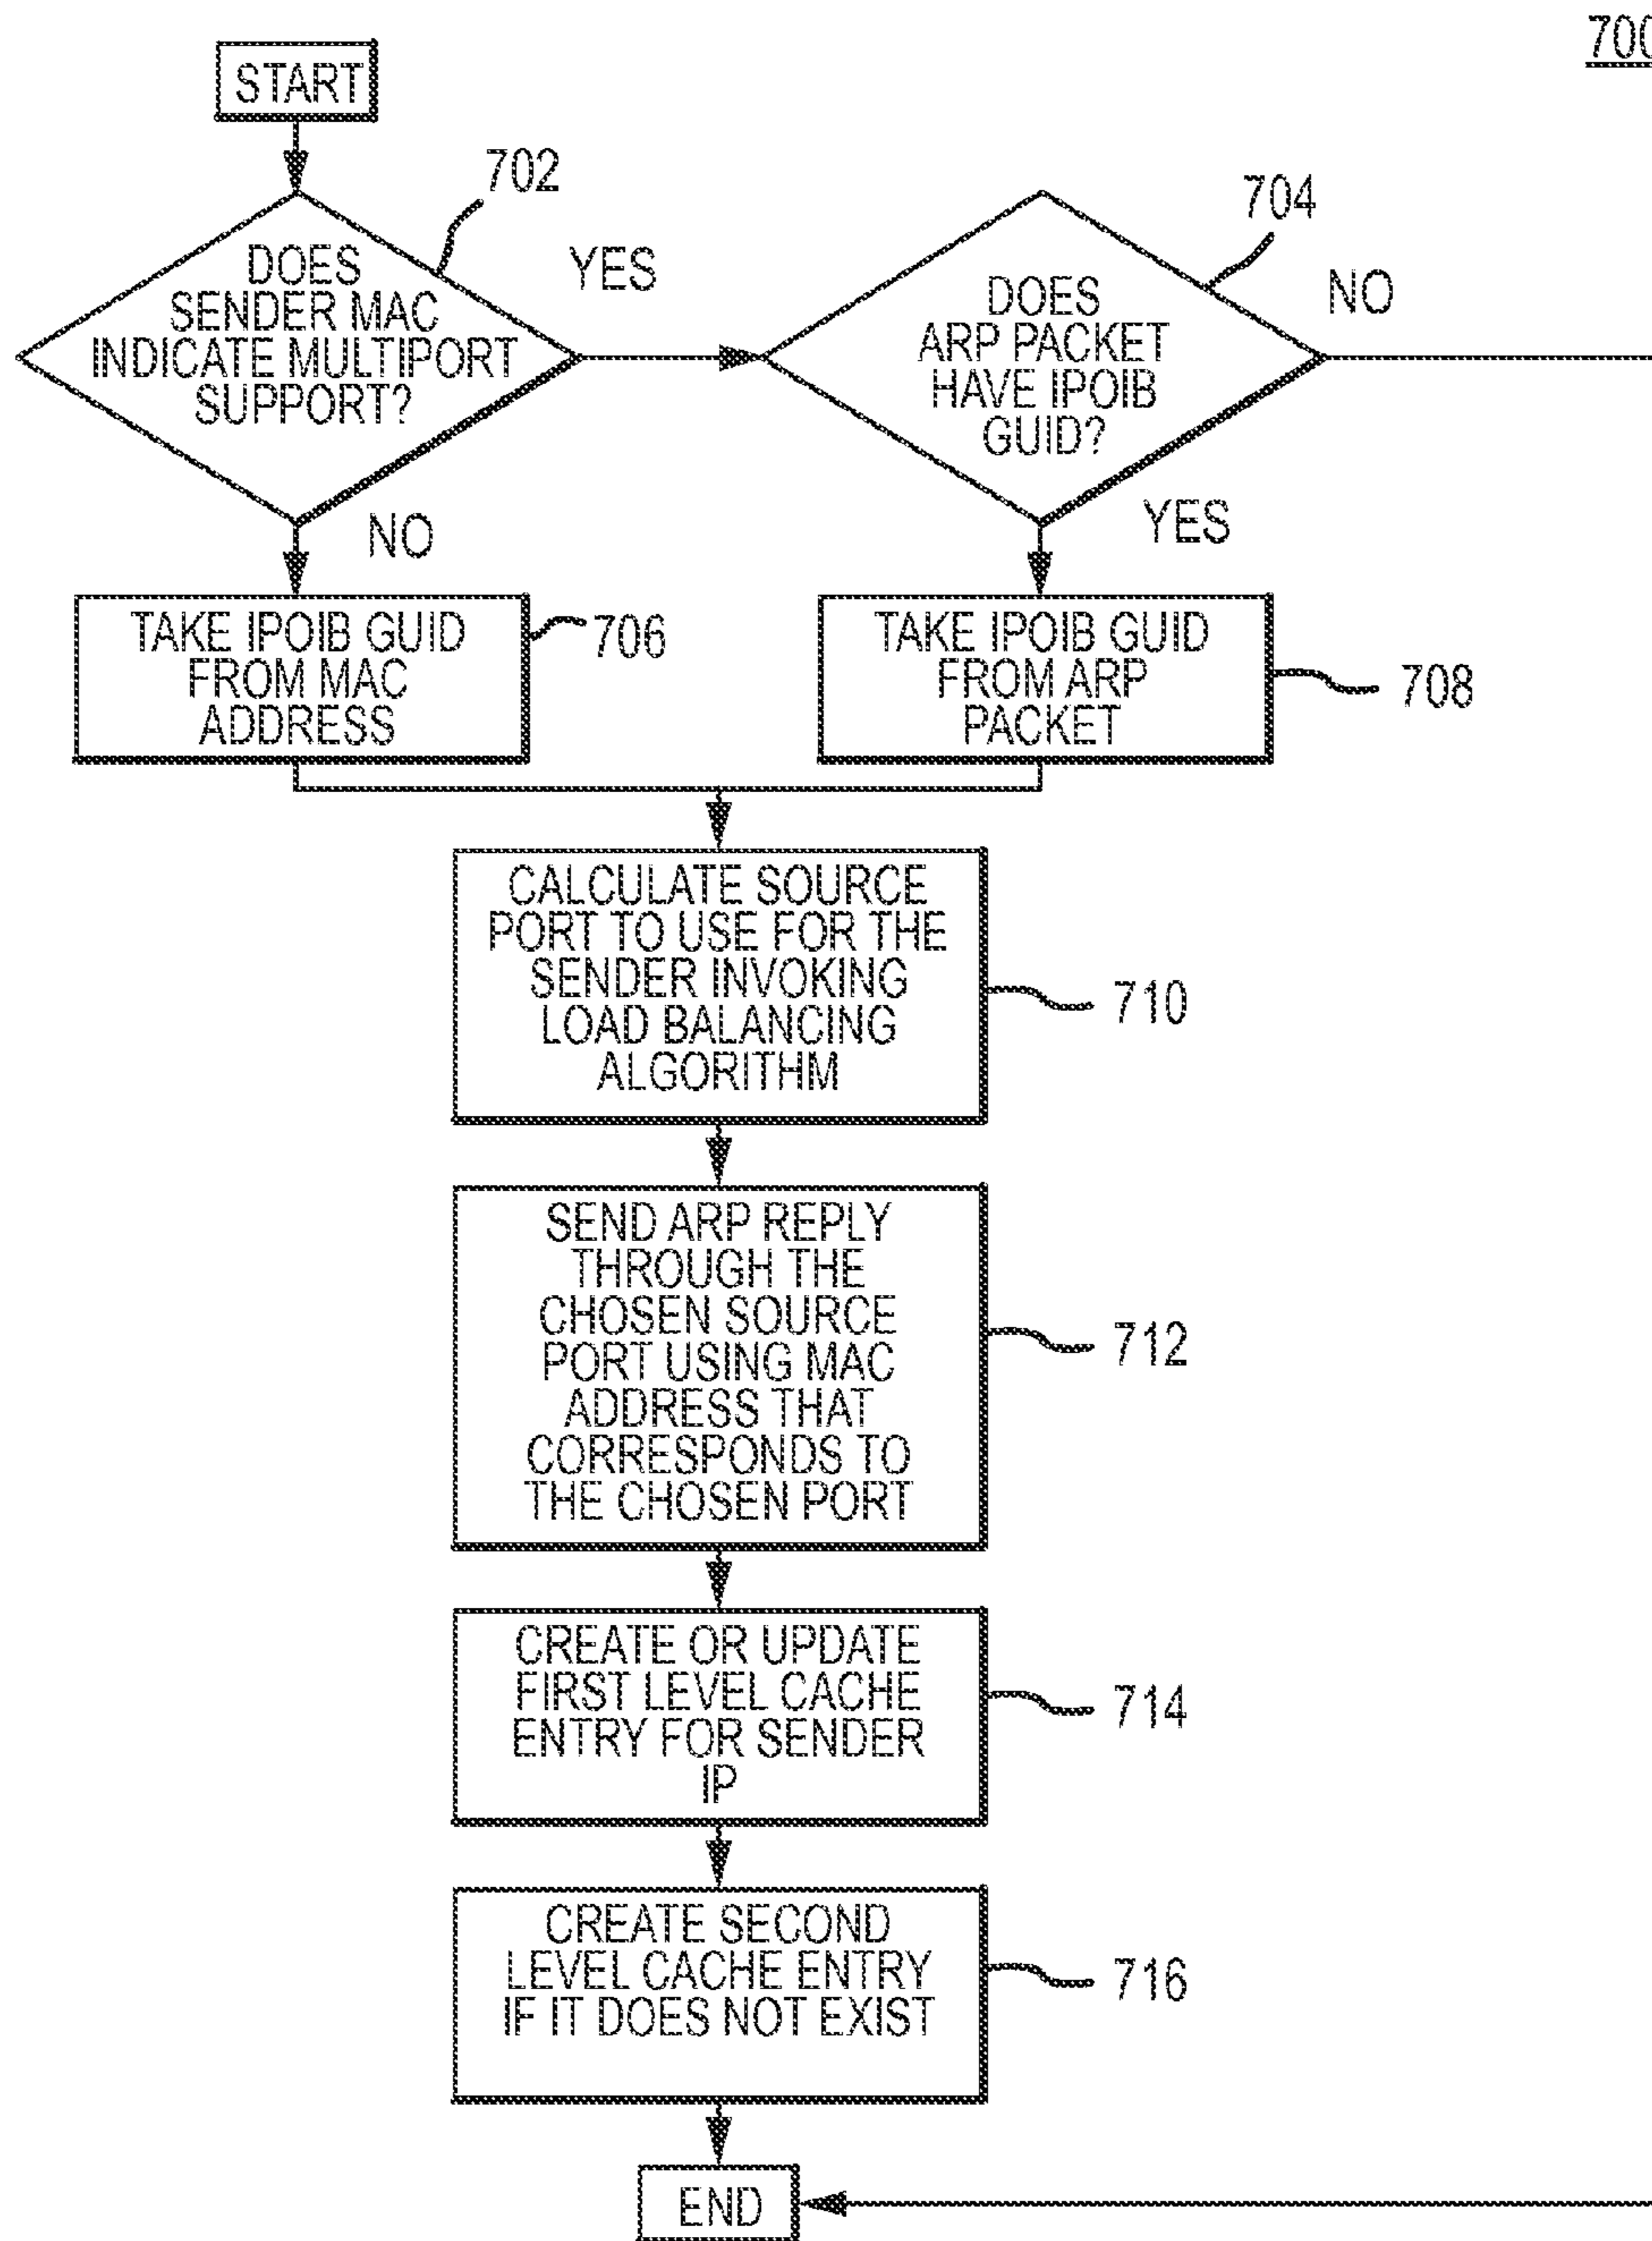 700
START
702
DOES
SENDER MAC
INDICATE MULTIPORT
SUPPORT?
YES
704
DOES
ARP PACKET
HAVE IPOIB
GUID?
NO
NO
YES
TAKE IPOIB GUID
FROM MAC
ADDRESS
706
TAKE IPOIB GUID
FROM ARP
PACKET
708
CALCULATE SOURCE
PORT TO USE FOR THE
SENDER INVOKING
LOAD BALANCING
ALGORITHM
710
SEND ARP REPLY
THROUGH THE
CHOSEN SOURCE
PORT USING MAC
ADDRESS THAT
CORRESPONDS TO
THE CHOSEN PORT
712
CREATE OR UPDATE
FIRST LEVEL CACHE
ENTRY FOR SENDER
IP
714
CREATE SECOND
LEVEL CACHE ENTRY
IF IT DOES NOT EXIST
716
END